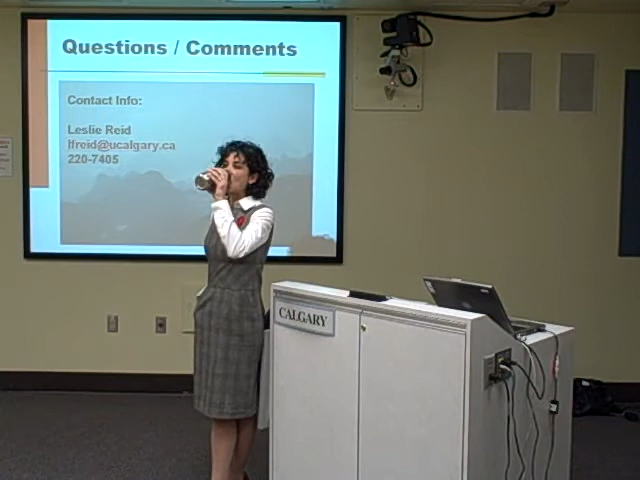 Questions / Comments
Contact Info:
Leslie Reid
lfreid@ucalgary.ca
220-7405
CALGARY